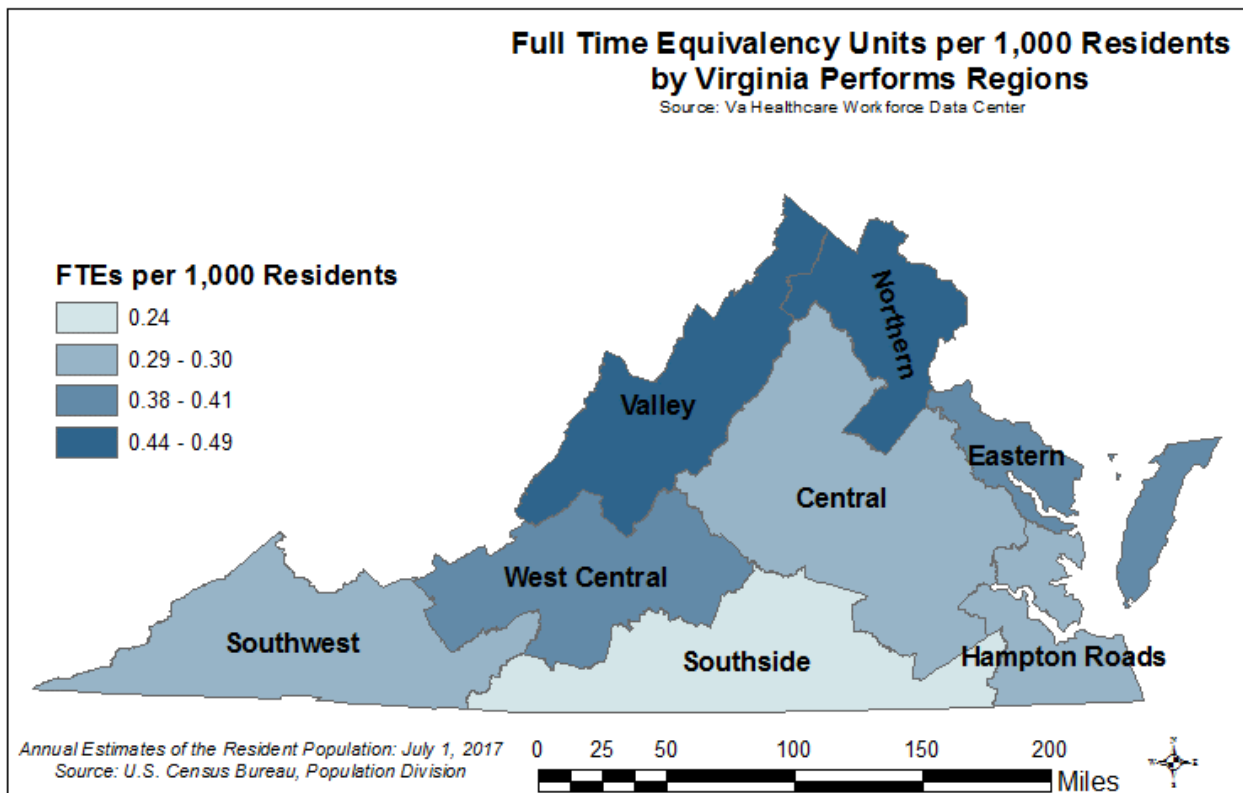 Full Time Equivalency Units per 1,000 Residents
by Virginia Performs Regions
Source: Va Healthcare Workforce Data Center
FTEs per 1,000 Residents
0.24
0.29 - 0.30
0.38 - 0.41
0.44 - 0.49
Northern
Valley
Eastern
Central
West Central
Southwest
Southside
Hampton Roads
Annual Estimates of the Resident Population: July 1, 2017
Source: U.S. Census Bureau, Population Division
0 25 50 100 150 200
Miles
N
W E
S